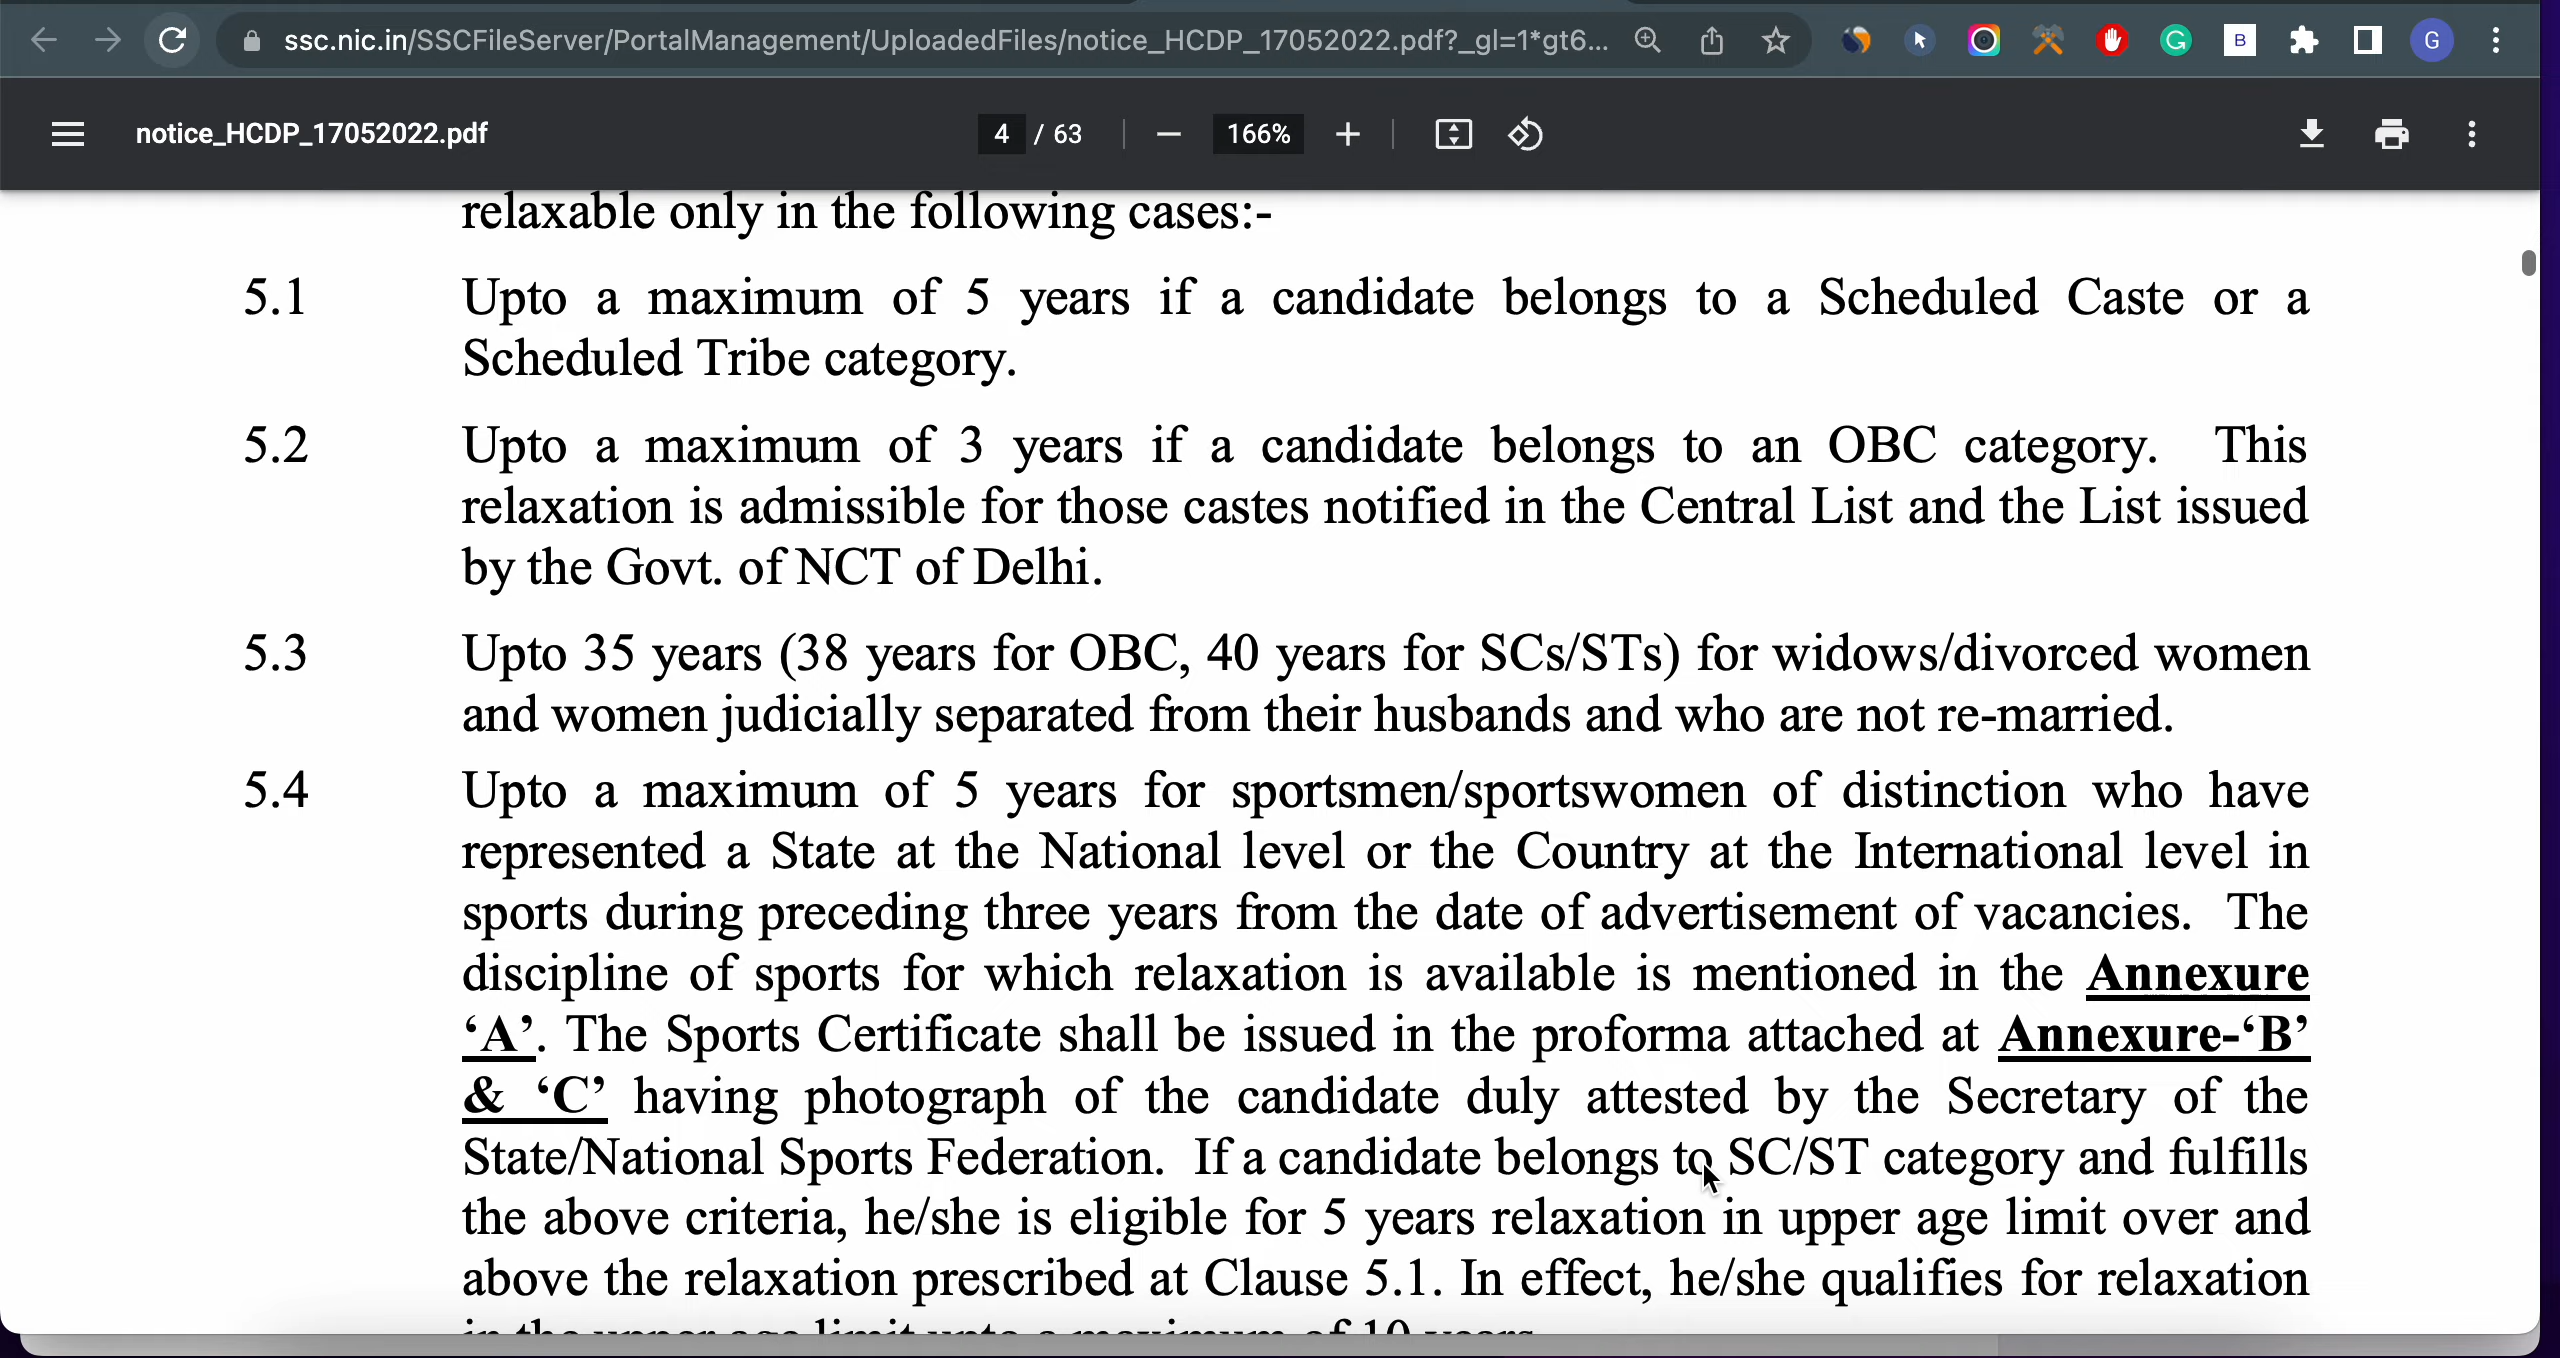 ssc.nic.in/SSCFileServer/PortalManagement/UploadedFiles/notice_HCDP_17052022.pdf?_gl=1*gt6... B G
notice_HCDP_17052022.pdf 4 / 63 166%
relaxable only in the following cases:-
5.1 Upto a maximum of 5 years if a candidate belongs to a Scheduled Caste or a
Scheduled Tribe category.
5.2 Upto a maximum of 3 years if a candidate belongs to an OBC category. This
relaxation is admissible for those castes notified in the Central List and the List issued
by the Govt. of NCT of Delhi.
5.3 Upto 35 years (38 years for OBC, 40 years for SCs/STs) for widows/divorced women
and women judicially separated from their husbands and who are not re-married.
5.4 Upto a maximum of 5 years for sportsmen/sportswomen of distinction who have
represented a State at the National level or the Country at the International level in
sports during preceding three years from the date of advertisement of vacancies. The
discipline of sports for which relaxation is available is mentioned in the Annexure
‘A’. The Sports Certificate shall be issued in the proforma attached at Annexure-‘B’
& ‘C’ having photograph of the candidate duly attested by the Secretary of the
State/National Sports Federation. If a candidate belongs to SC/ST category and fulfills
the above criteria, he/she is eligible for 5 years relaxation in upper age limit over and
above the relaxation prescribed at Clause 5.1. In effect, he/she qualifies for relaxation
in the upper age limit upto a maximum of 10 years